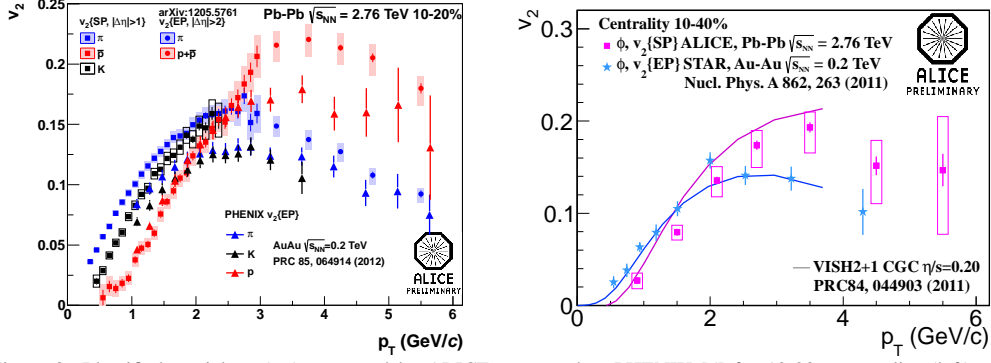 v₂
v₂{SP, |Δη|>1}
arXiv:1205.5761
v₂{EP, |Δη|>2}
Pb-Pb √sNN = 2.76 TeV 10-20%
π
π
p̄
p+p̄
K
0.2
0.25
0.15
0.1
0.05
0
PHENIX v₂{EP}
π
K
p
AuAu √sNN=0.2 TeV
PRC 85, 064914 (2012)
ALICE
PRELIMINARY
0 1 2 3 4 5 6
p_T (GeV/c)
v₂
0.3
0.2
0.1
0
Centrality 10-40%
ϕ, v₂{SP} ALICE, Pb-Pb √sNN = 2.76 TeV
ϕ, v₂{EP} STAR, Au-Au √sNN = 0.2 TeV
Nucl. Phys. A 862, 263 (2011)
ALICE
PRELIMINARY
VISH2+1 CGC η/s=0.20
PRC84, 044903 (2011)
0 2 4 6
p_T (GeV/c)